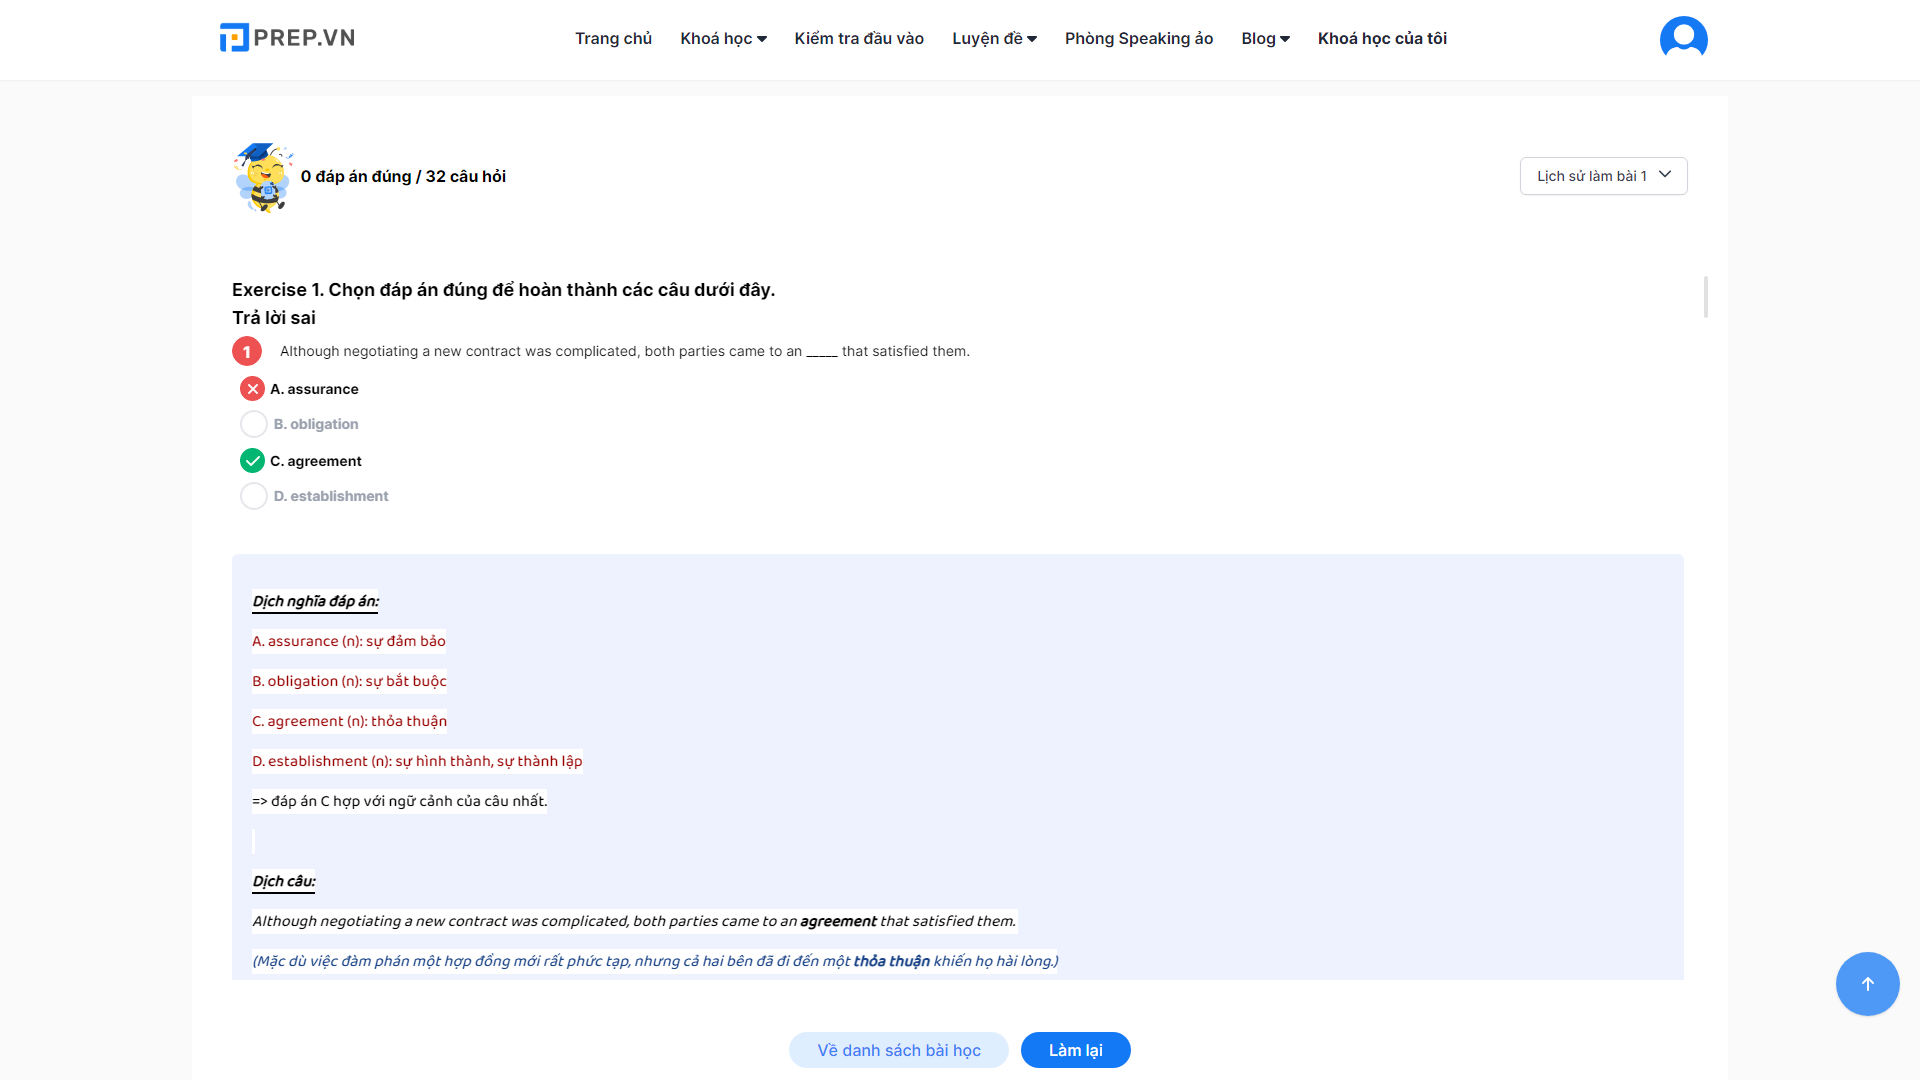 PREP.VN
Trang chủ Khoá học Kiểm tra đầu vào Luyện đề Phòng Speaking ảo Blog Khoá học của tôi
0 đáp án đúng / 32 câu hỏi
Lịch sử làm bài 1
Exercise 1. Chọn đáp án đúng để hoàn thành các câu dưới đây.
Trả lời sai
1 Although negotiating a new contract was complicated, both parties came to an _____ that satisfied them.
A. assurance
B. obligation
C. agreement
D. establishment
Dịch nghĩa đáp án:
A. assurance (n): sự đảm bảo
B. obligation (n): sự bắt buộc
C. agreement (n): thỏa thuận
D. establishment (n): sự hình thành, sự thành lập
=> đáp án C hợp với ngữ cảnh của câu nhất.
Dịch câu:
Although negotiating a new contract was complicated, both parties came to an agreement that satisfied them.
(Mặc dù việc đàm phán một hợp đồng mới rất phức tạp, nhưng cả hai bên đã đi đến một thỏa thuận khiến họ hài lòng.)
Về danh sách bài học Làm lại